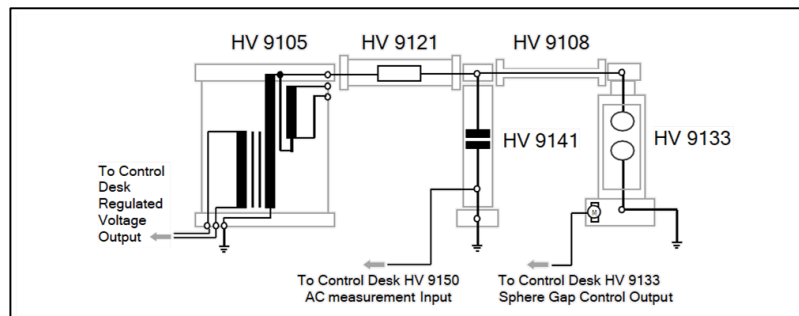 HV 9105
HV 9121
HV 9108
HV 9141
HV 9133
To Control
Desk
Regulated
Voltage
Output
M
To Control Desk HV 9150
AC measurement Input
To Control Desk HV 9133
Sphere Gap Control Output